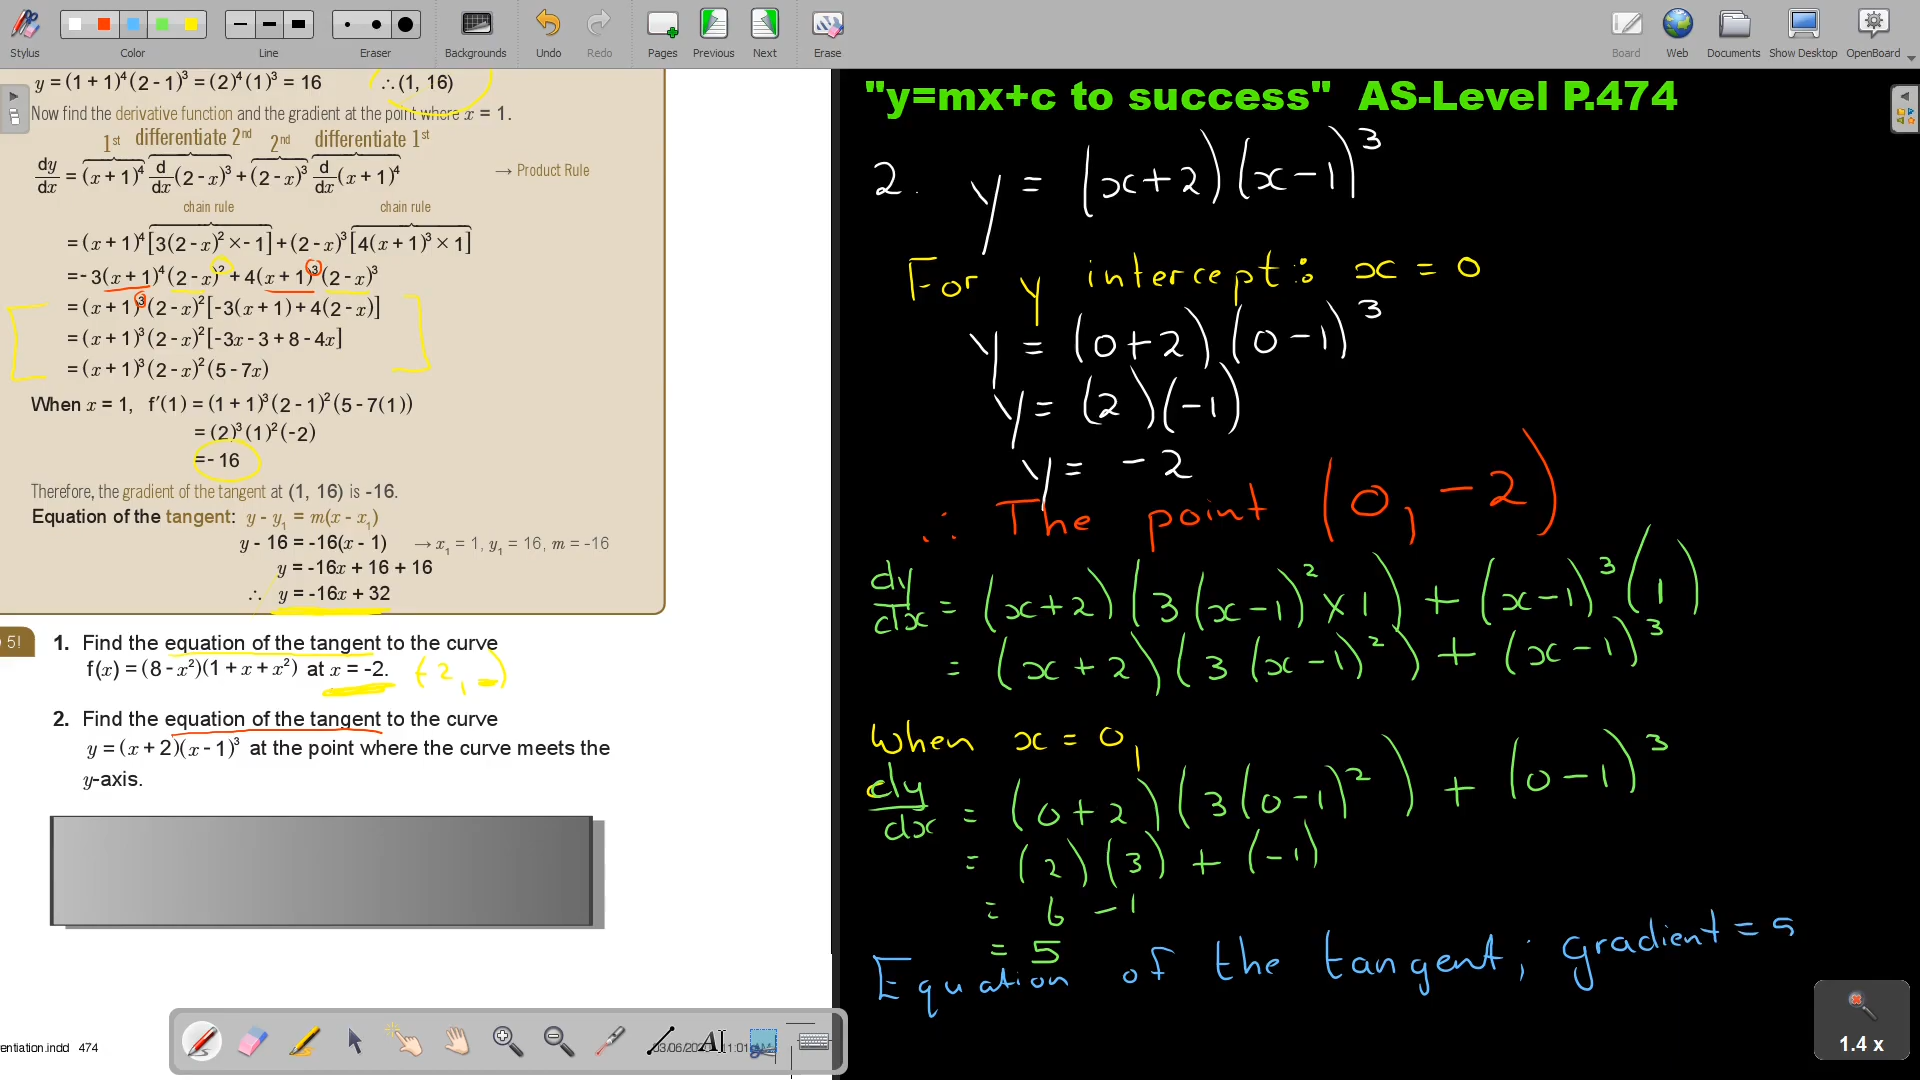 Stylus Color Line Eraser Backgrounds Undo Redo Pages Previous Next Erase Board Web Documents Show Desktop OpenBoard
y = (1 + 1)⁴(2 - 1)³ = (2)⁴(1)³ = 16 ∴(1, 16)
Now find the derivative function and the gradient at the point where x = 1.
1st differentiate 2nd 2nd differentiate 1st
dy/dx = (x + 1)⁴ d/dx(2 - x)³ + (2 - x)³ d/dx(x + 1)⁴ → Product Rule
chain rule chain rule
= (x + 1)⁴[3(2 - x)² × - 1] + (2 - x)³[4(x + 1)³ × 1]
= - 3(x + 1)⁴(2 - x)² + 4(x + 1)³(2 - x)³
= (x + 1)³(2 - x)²[-3(x + 1) + 4(2 - x)]
= (x + 1)³(2 - x)²[-3x - 3 + 8 - 4x]
= (x + 1)³(2 - x)²(5 - 7x)
When x = 1, f′(1) = (1 + 1)³(2 - 1)²(5 - 7(1))
= (2)³(1)²(-2)
= - 16
Therefore, the gradient of the tangent at (1, 16) is -16.
Equation of the tangent: y - y₁ = m(x - x₁)
y - 16 = -16(x - 1) → x₁ = 1, y₁ = 16, m = -16
y = -16x + 16 + 16
∴ y = -16x + 32
5!
1. Find the equation of the tangent to the curve
f(x) = (8 - x²)(1 + x + x²) at x = -2. (-2, _)
2. Find the equation of the tangent to the curve
y = (x + 2)(x - 1)³ at the point where the curve meets the
y-axis.
entiation.indd 474
"y=mx+c to success" AS-Level P.474
2. y = (x+2)(x-1)³
For y intercept: x = 0
y = (0+2)(0-1)³
y = (2)(-1)
y = -2
∴ The point (0, -2)
dy/dx = (x+2)(3(x-1)²×1) + (x-1)³(1)
= (x+2)(3(x-1)²) + (x-1)³
When x = 0,
dy/dx = (0+2)(3(0-1)²) + (0-1)³
= (2)(3) + (-1)
= 6 - 1
= 5
Equation of the tangent; gradient = 5
1.4 x